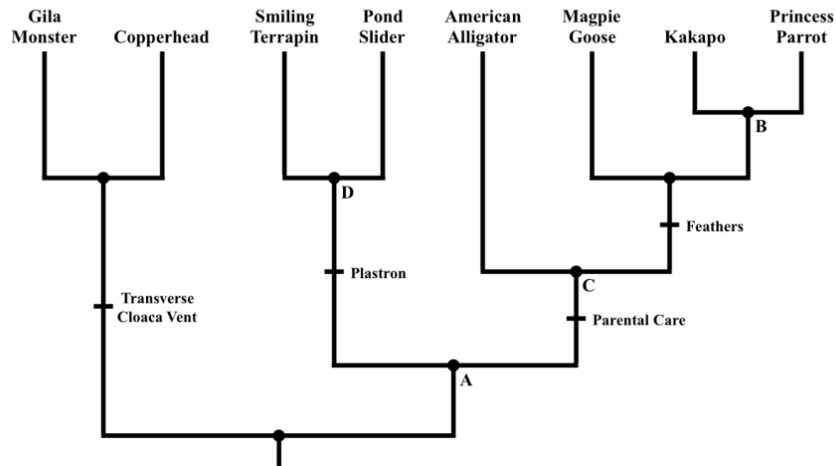 Gila
Monster
Copperhead
Smiling
Terrapin
Pond
Slider
American
Alligator
Magpie
Goose
Kakapo
Princess
Parrot
B
D
Feathers
Plastron
C
Transverse
Cloaca Vent
Parental Care
A